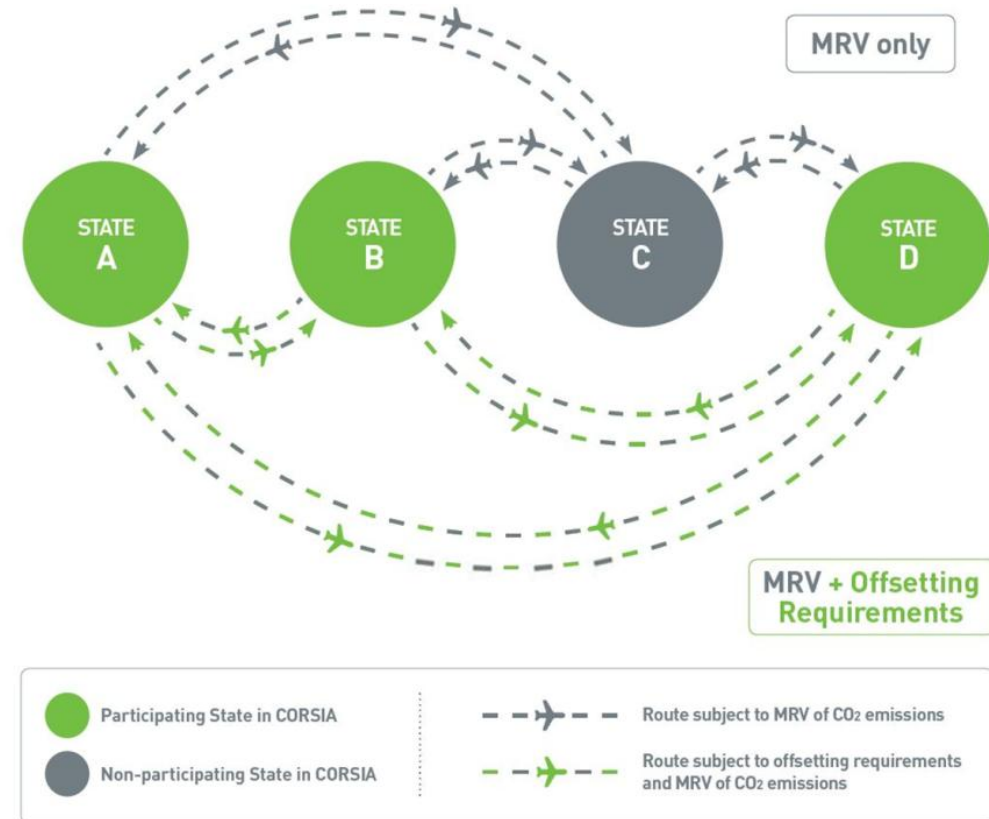 MRV only
STATE
A
STATE
B
STATE
C
STATE
D
MRV + Offsetting
Requirements
Participating State in CORSIA
Non-participating State in CORSIA
Route subject to MRV of CO₂ emissions
Route subject to offsetting requirements
and MRV of CO₂ emissions